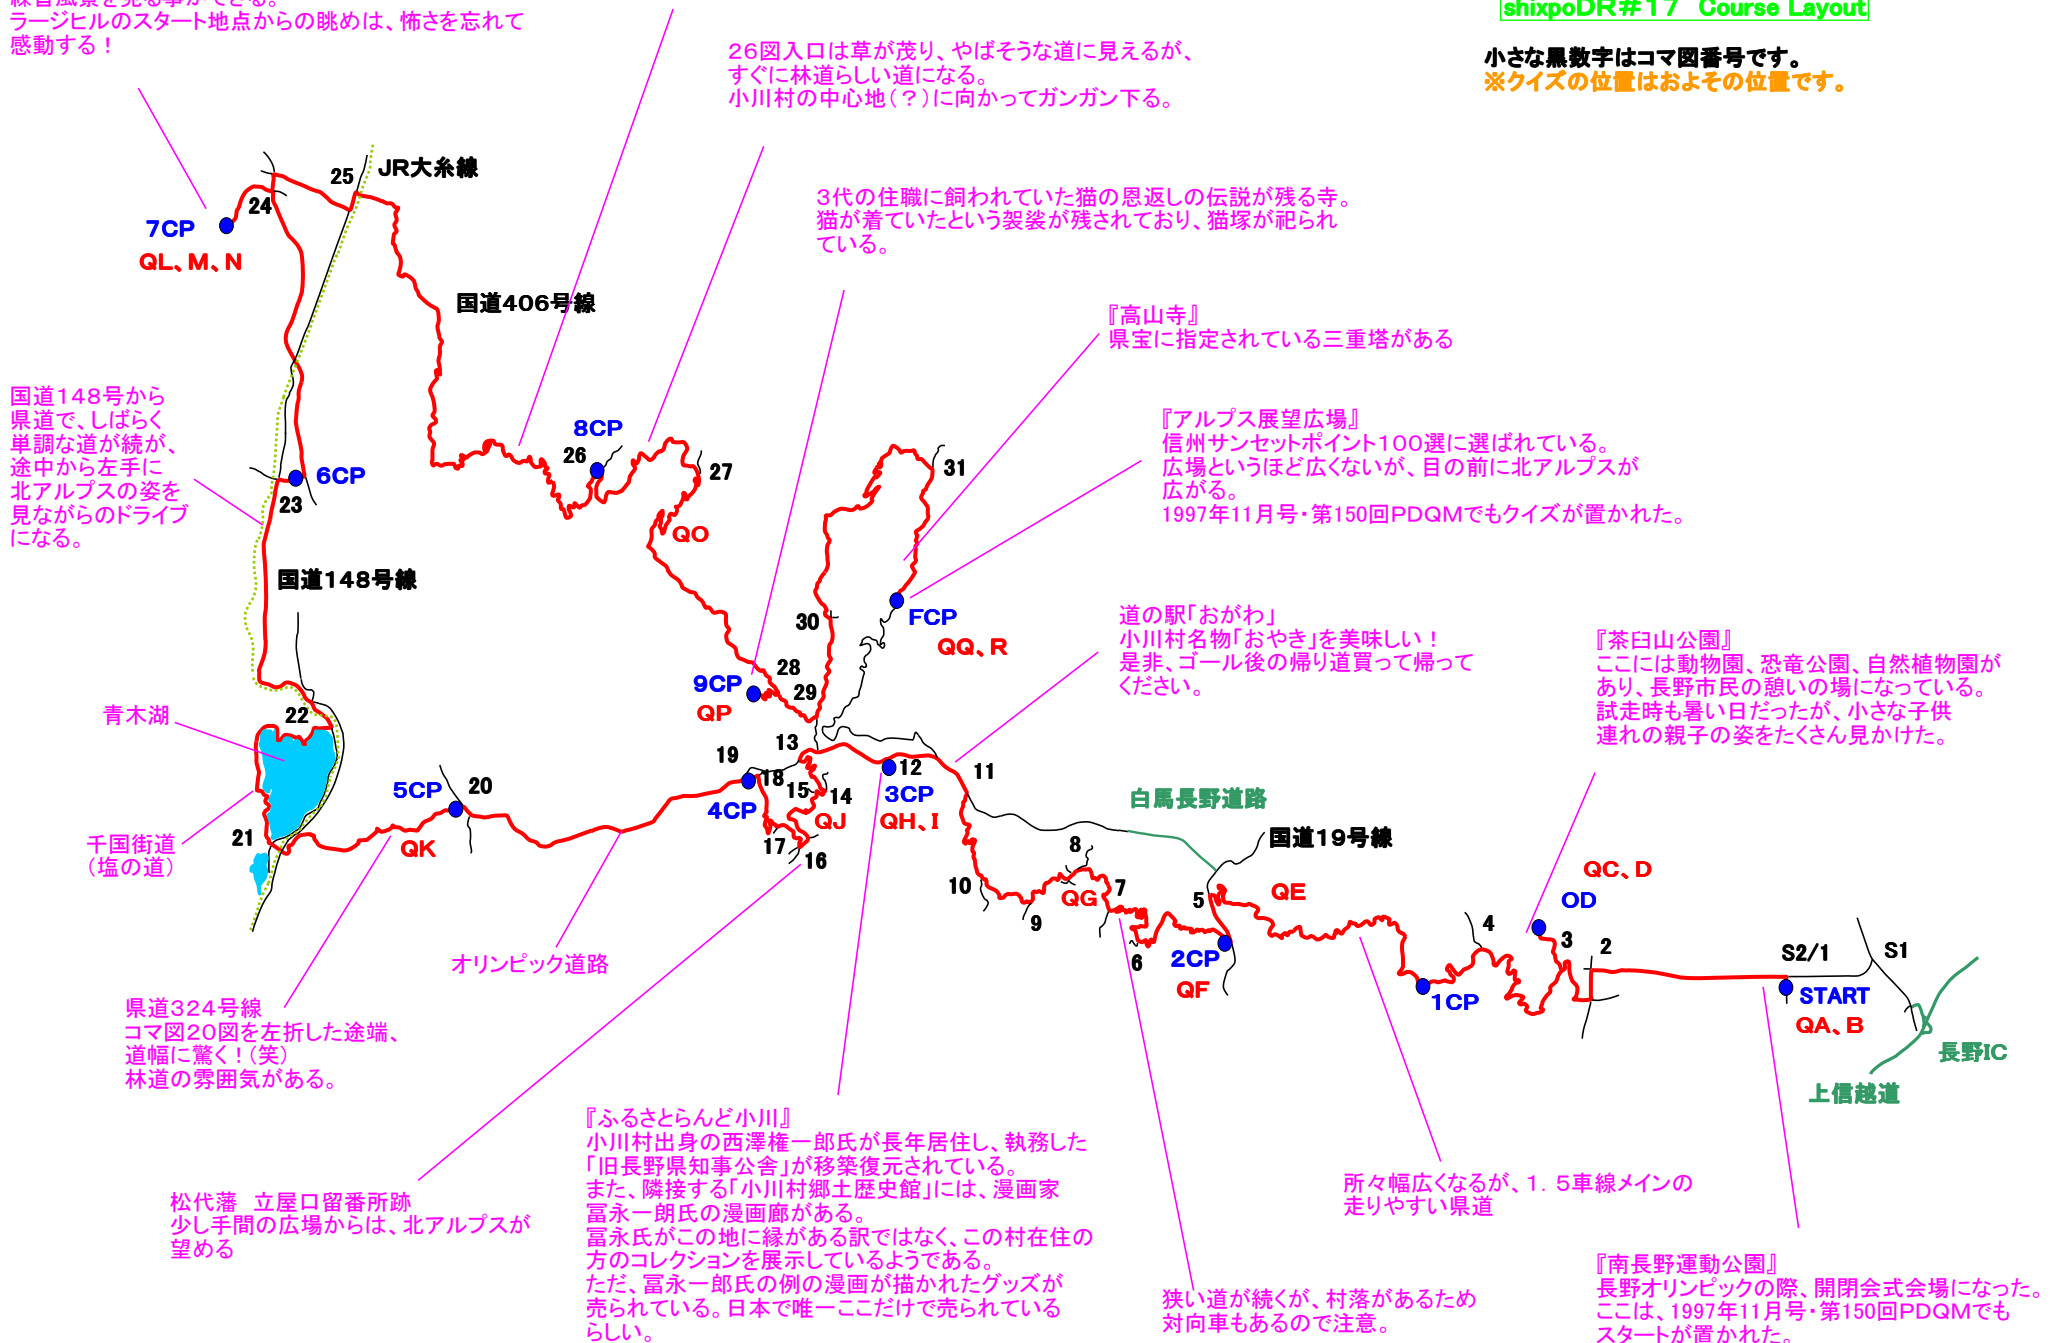 練習風景を見る事ができる。
ラージヒルのスタート地点からの眺めは、怖さを忘れて
感動する！
shixpoDR＃１７　Course Layout
小さな黒数字はコマ図番号です。
※クイズの位置はおよその位置です。
２６図入口は草が茂り、やばそうな道に見えるが、
すぐに林道らしい道になる。
小川村の中心地（？）に向かってガンガン下る。
JR大糸線
25
24
7CP
QL、M、N
３代の住職に飼われていた猫の恩返しの伝説が残る寺。
猫が着ていたという袈裟が残されており、猫塚が祀られ
ている。
国道４０６号線
『高山寺』
県宝に指定されている三重塔がある
国道１４８号から
県道で、しばらく
単調な道が続が、
途中から左手に
北アルプスの姿を
見ながらのドライブ
になる。
6CP
23
8CP
26
27
QO
31
『アルプス展望広場』
信州サンセットポイント１００選に選ばれている。
広場というほど広くないが、目の前に北アルプスが
広がる。
1997年11月号・第150回PDQMでもクイズが置かれた。
国道１４８号線
30
FCP
QQ、R
道の駅「おがわ」
小川村名物「おやき」を美味しい！
是非、ゴール後の帰り道買って帰って
ください。
『茶臼山公園』
ここには動物園、恐竜公園、自然植物園が
あり、長野市民の憩いの場になっている。
試走時も暑い日だったが、小さな子供
連れの親子の姿をたくさん見かけた。
28
9CP
29
QP
青木湖
22
13
19
18
4CP
15
14
QJ
17
16
12
3CP
QH、I
11
5CP
20
21
QK
千国街道
（塩の道）
白馬長野道路
国道１９号線
8
7
QG
10
9
6
5
QE
2CP
QF
QC、D
OD
4
3
2
1CP
S2/1
S1
START
QA、B
長野IC
上信越道
オリンピック道路
県道３２４号線
コマ図２０図を左折した途端、
道幅に驚く！（笑）
林道の雰囲気がある。
『ふるさとらんど小川』
小川村出身の西澤権一郎氏が長年居住し、執務した
「旧長野県知事公舎」が移築復元されている。
また、隣接する「小川村郷土歴史館」には、漫画家
冨永一朗氏の漫画廊がある。
冨永氏がこの地に縁がある訳ではなく、この村在住の
方のコレクションを展示しているようである。
ただ、冨永一郎氏の例の漫画が描かれたグッズが
売られている。日本で唯一ここだけで売られている
らしい。
松代藩　立屋口留番所跡
少し手間の広場からは、北アルプスが
望める
所々幅広くなるが、１．５車線メインの
走りやすい県道
狭い道が続くが、村落があるため
対向車もあるので注意。
『南長野運動公園』
長野オリンピックの際、開閉会式会場になった。
ここは、1997年11月号・第150回PDQMでも
スタートが置かれた。